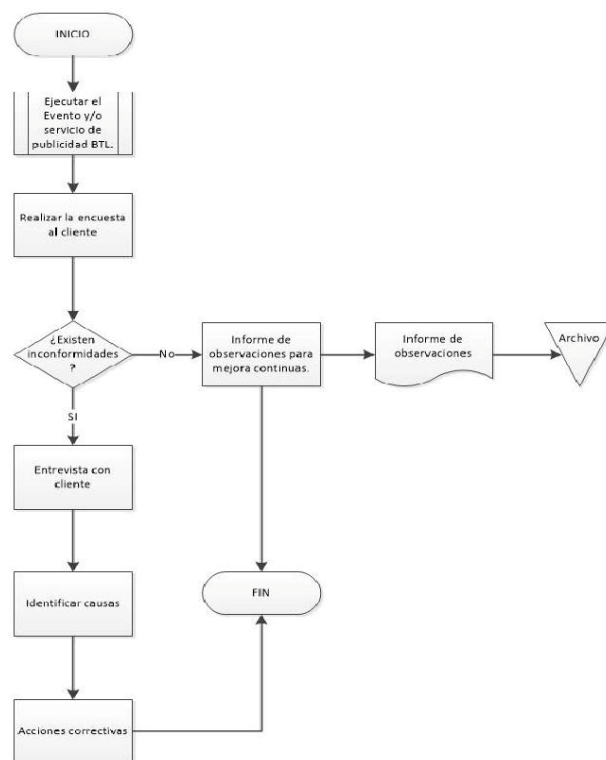 INICIO
Ejecutar el
Evento y/o
servicio de
publicidad BTL.
Realizar la encuesta
al cliente
¿Existen
inconformidades
?
No
Informe de
observaciones para
mejora continuas.
Informe de
observaciones
Archivo
SI
Entrevista con
cliente
Identificar causas
FIN
Acciones correctivas